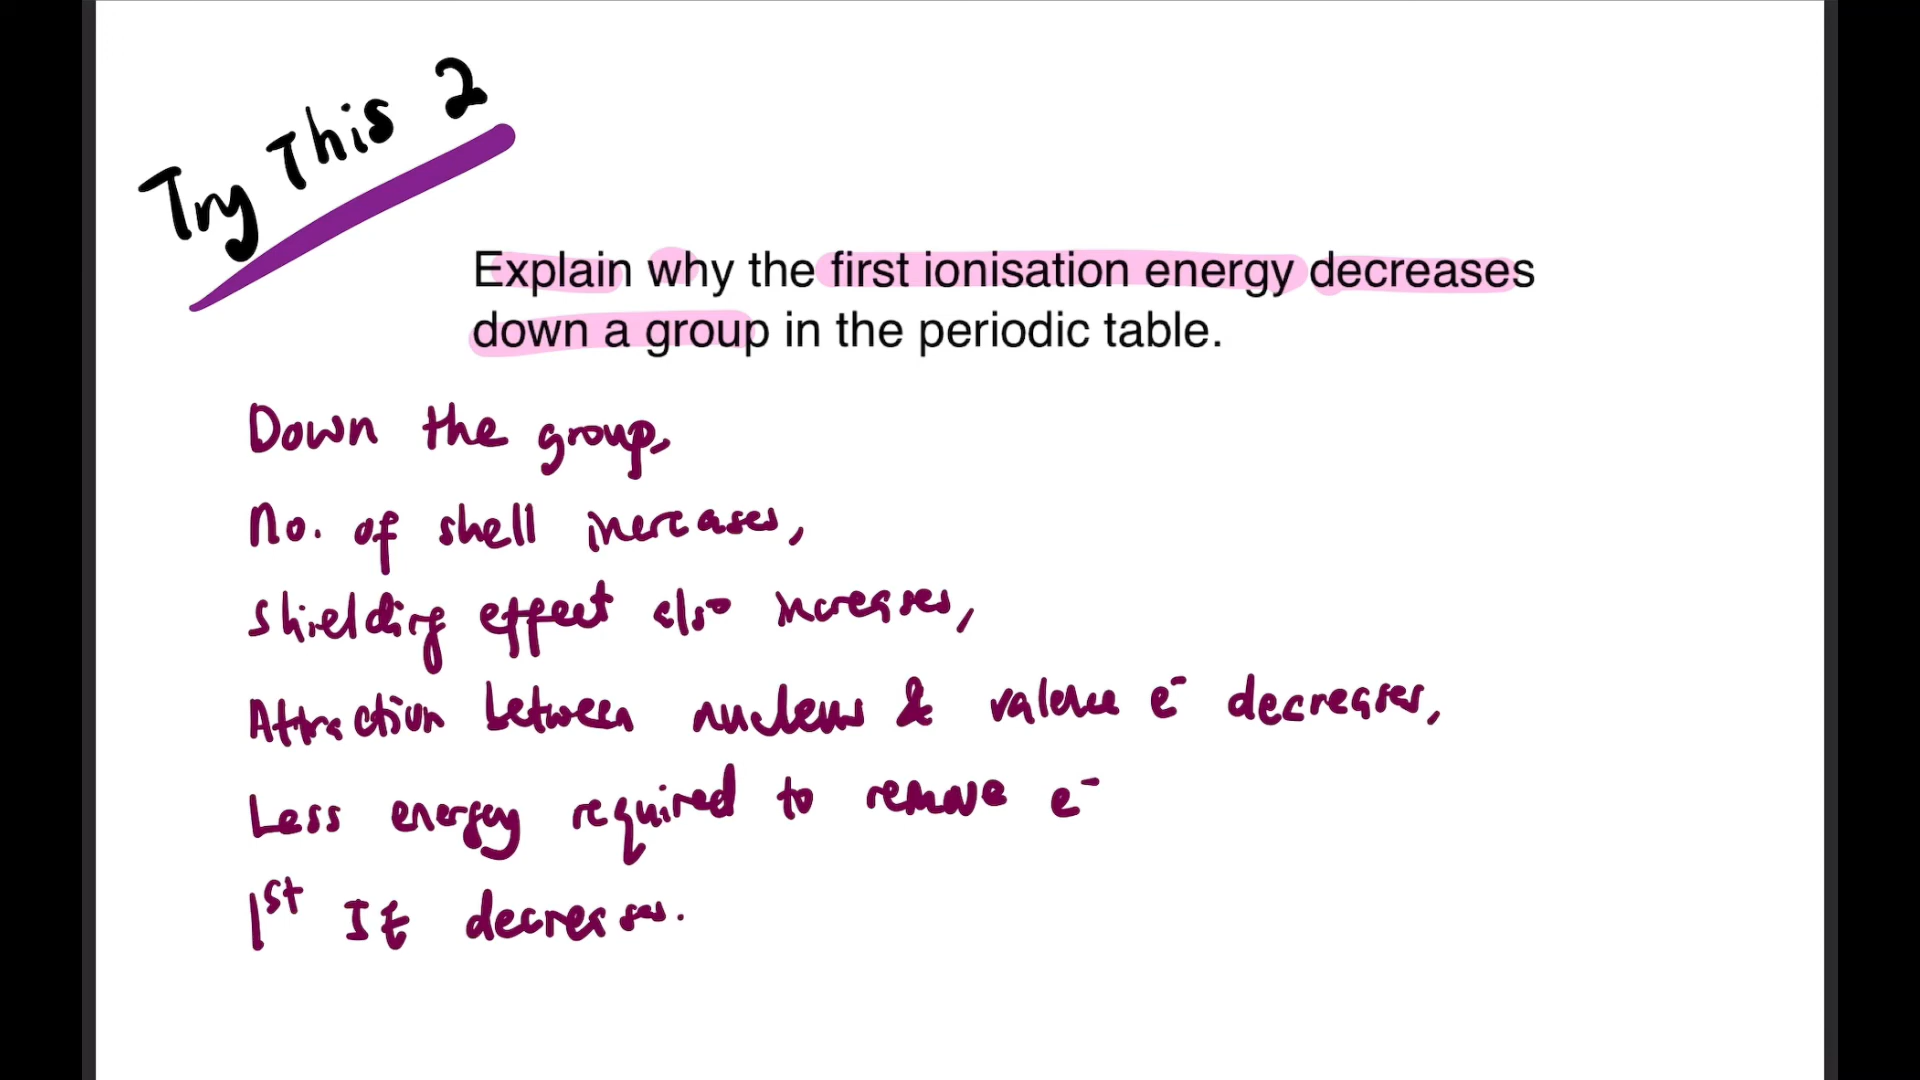 Try This 2
Explain why the first ionisation energy decreases
down a group in the periodic table.
Down the group,
No. of shell increases,
Shielding effect also increases,
Attraction between nucleus & valence e⁻ decreases,
Less energy required to remove e⁻
1st IE decreases.